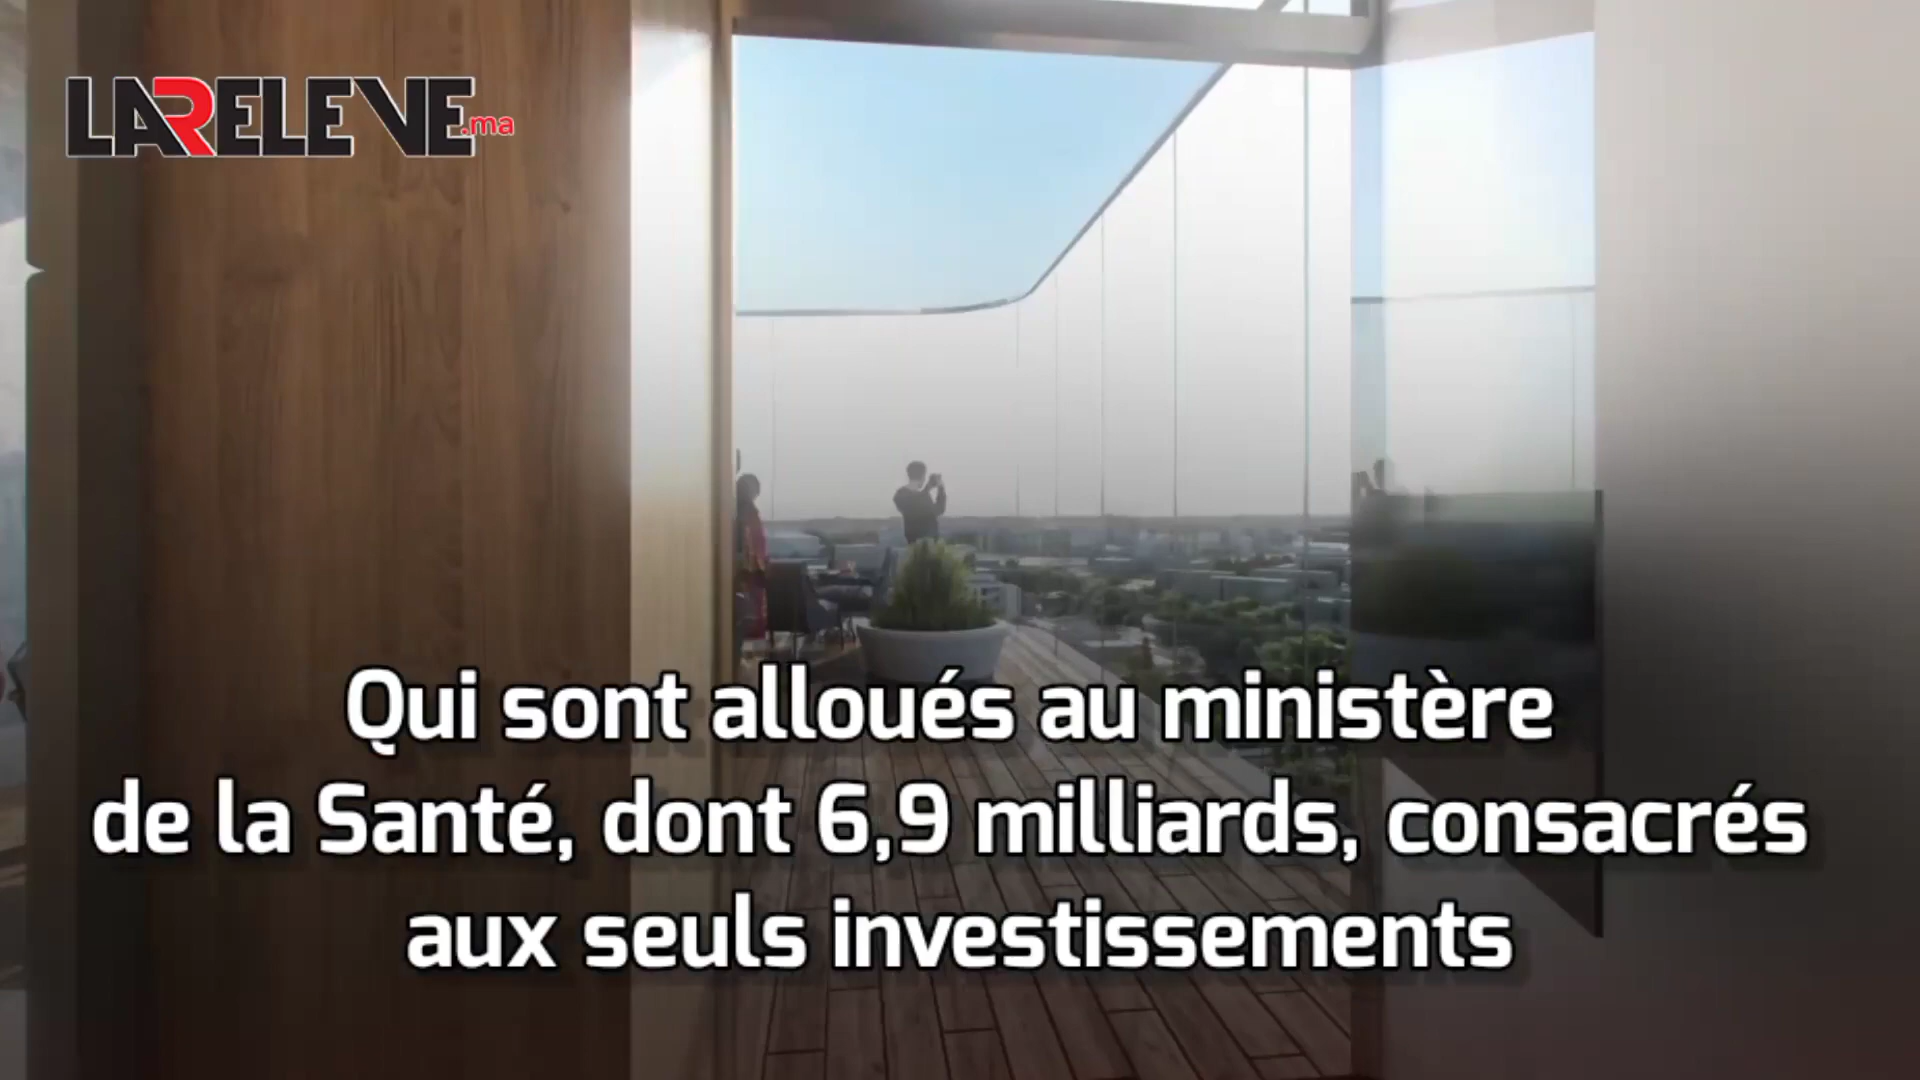 LARELEVE.ma
Qui sont alloués au ministère
de la Santé, dont 6,9 milliards, consacrés
aux seuls investissements